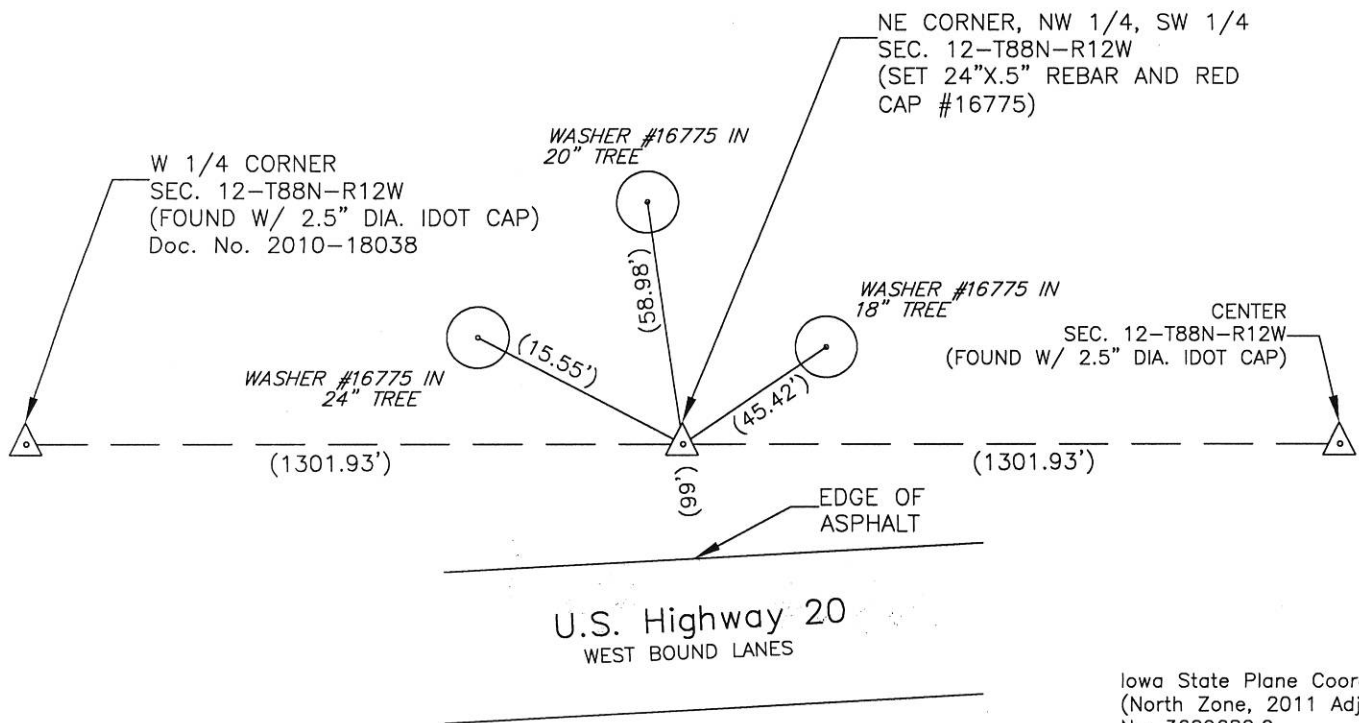 NE CORNER, NW 1/4, SW 1/4
SEC. 12-T88N-R12W
(SET 24"X.5" REBAR AND RED
CAP #16775)
WASHER #16775 IN
20" TREE
W 1/4 CORNER
SEC. 12-T88N-R12W
(FOUND W/ 2.5" DIA. IDOT CAP)
Doc. No. 2010-18038
(58.98')
WASHER #16775 IN
18" TREE
CENTER
SEC. 12-T88N-R12W
(FOUND W/ 2.5" DIA. IDOT CAP)
(15.55')
WASHER #16775 IN
24" TREE
(45.42')
(1301.93')
(66')
(1301.93')
EDGE OF
ASPHALT
U.S. Highway 20
WEST BOUND LANES
Iowa State Plane
(North Zone, 2011